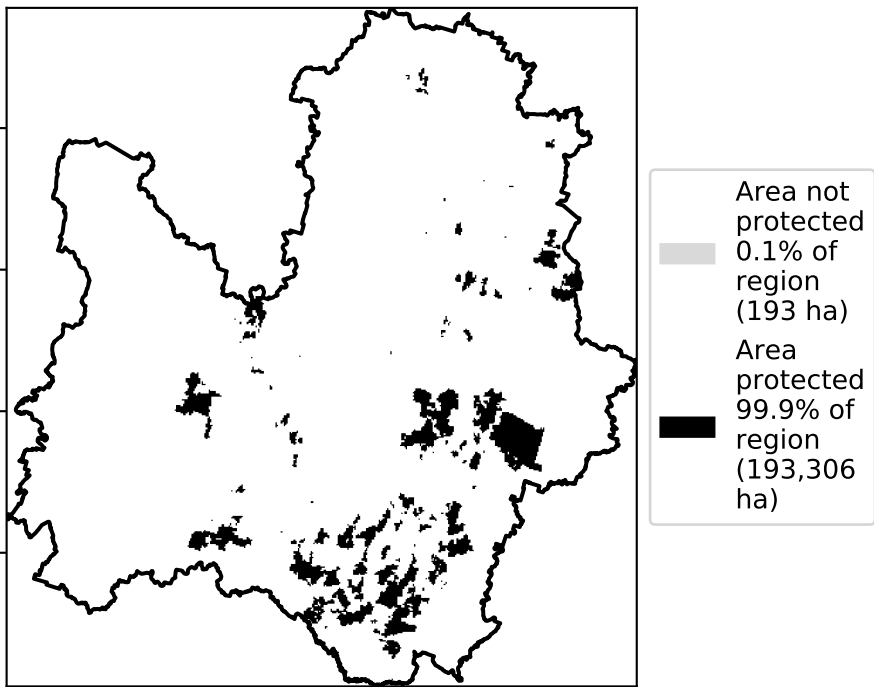 Area not
protected
0.1% of
region
(193 ha)
Area
protected
99.9% of
region
(193,306
ha)